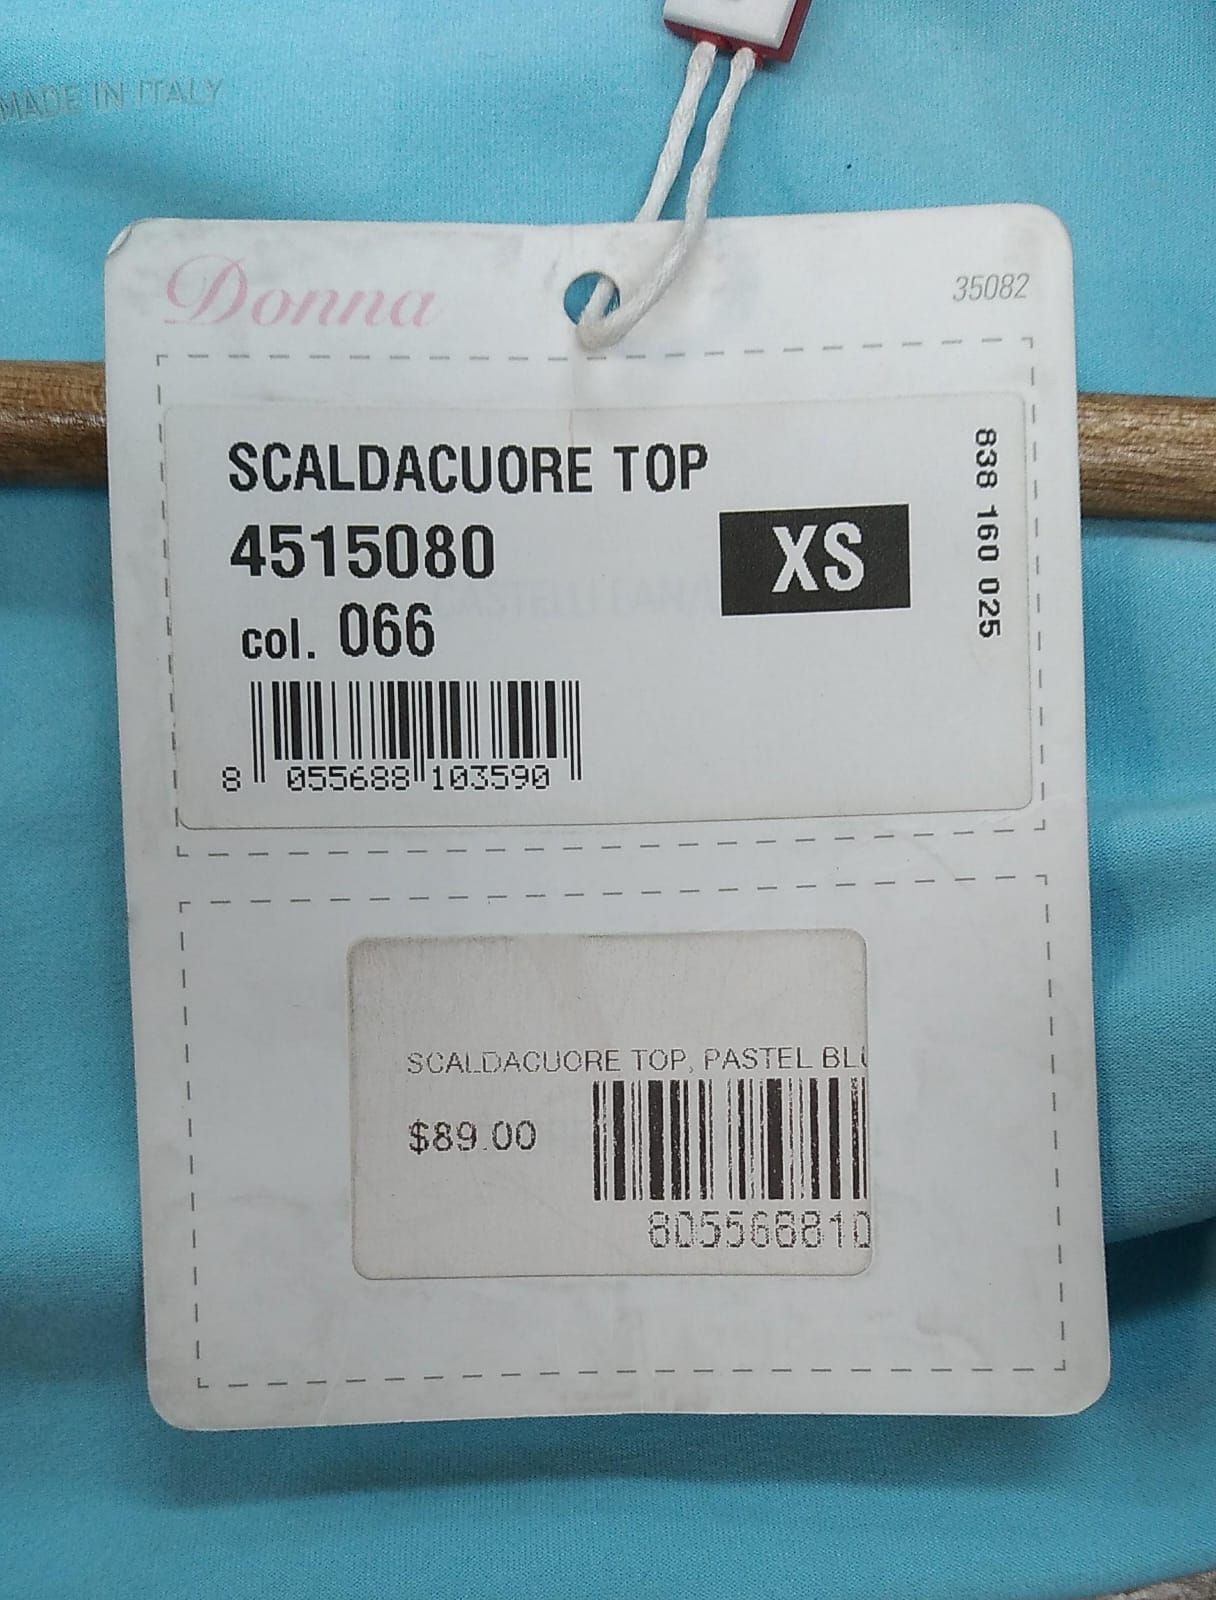 MADE IN ITALY
Donna
35082
SCALDACUORE TOP
4515080
XS
838 160 025
col. 066
8 055688 103590
SCALDACUORE TOP, PASTEL BLU
$89.00
805568810